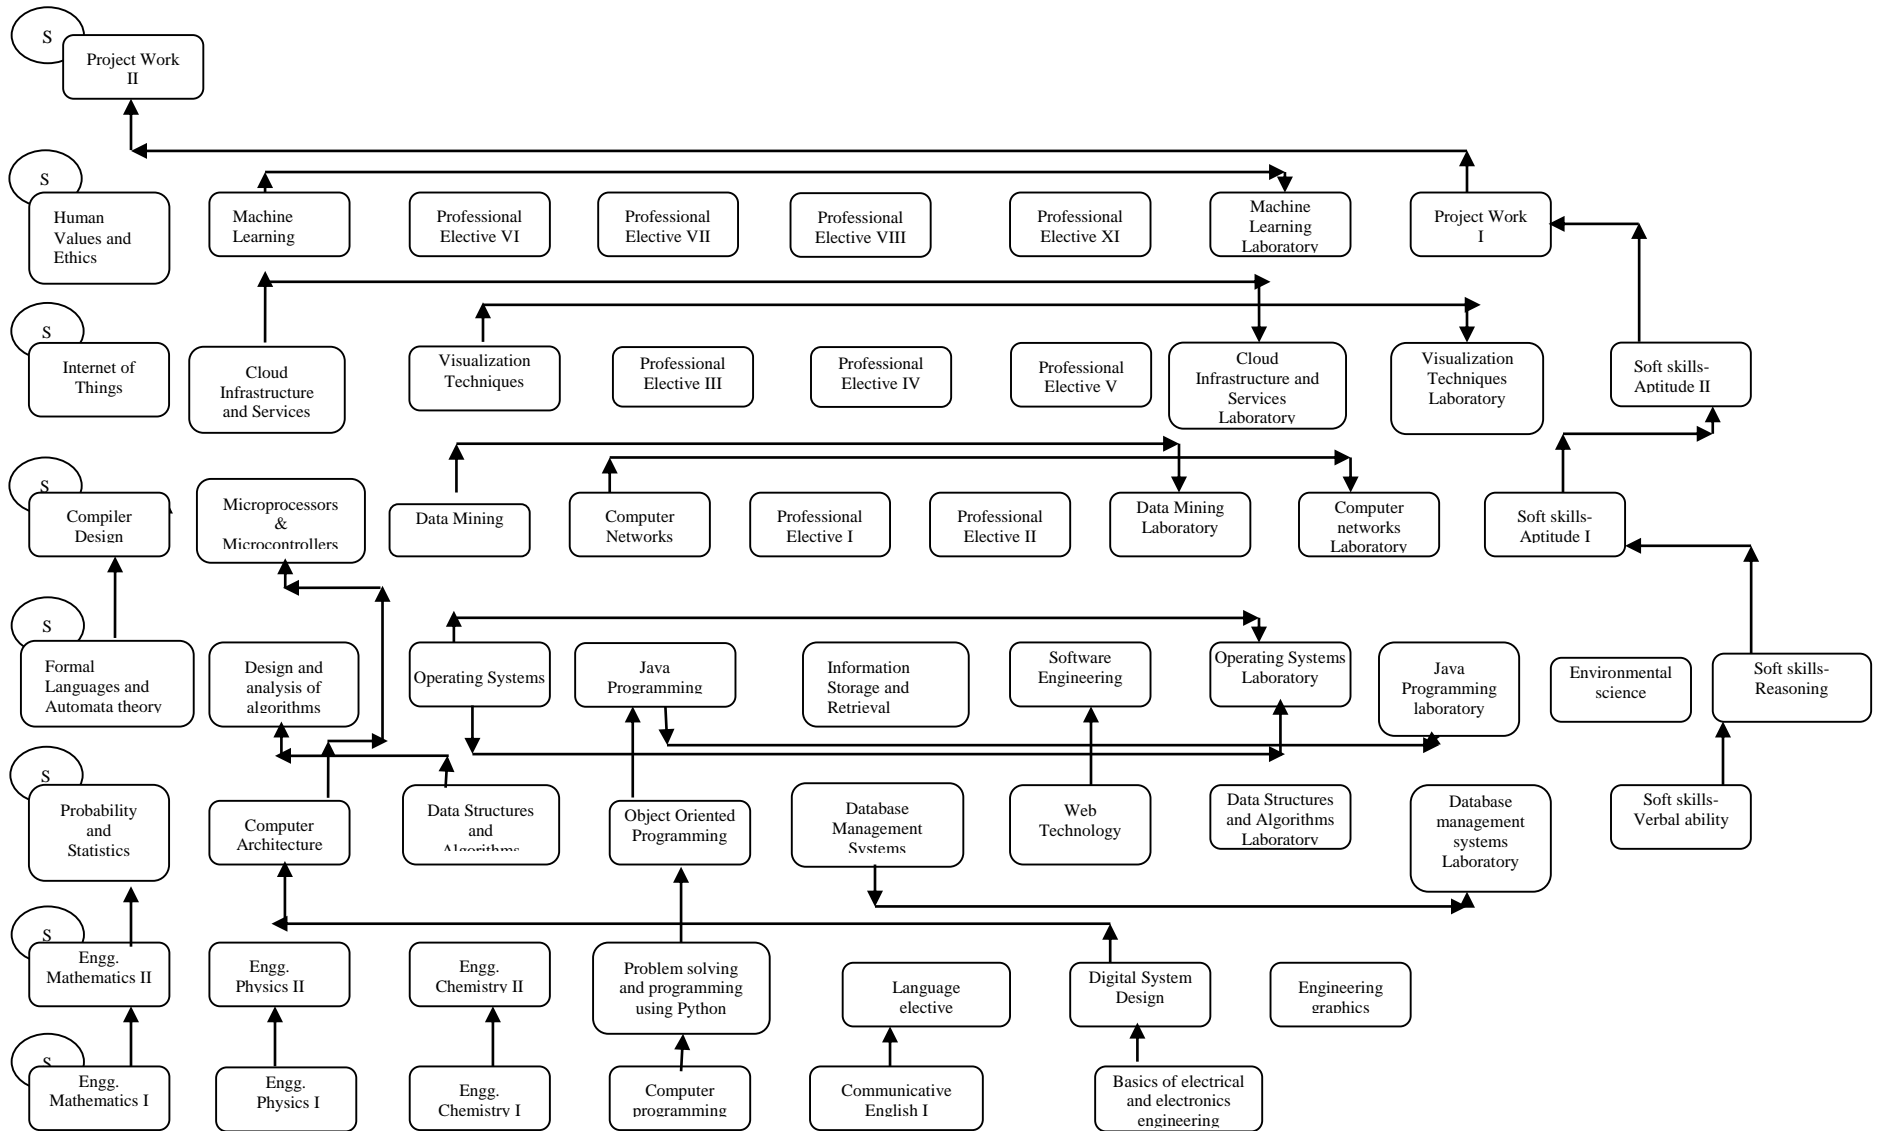 S
Project Work
II
S
Human
Values and
Ethics
Machine
Learning
Professional
Elective VI
Professional
Elective VII
Professional
Elective VIII
Professional
Elective XI
Machine
Learning
Laboratory
Project Work
I
S
Internet of
Things
Cloud
Infrastructure
and Services
Visualization
Techniques
Professional
Elective III
Professional
Elective IV
Professional
Elective V
Cloud
Infrastructure and
Services
Laboratory
Visualization
Techniques
Laboratory
Soft skills-
Aptitude II
S
Compiler
Design
Microprocessors
&
Microcontrollers
Data Mining
Computer
Networks
Professional
Elective I
Professional
Elective II
Data Mining
Laboratory
Computer
networks
Laboratory
Soft skills-
Aptitude I
S
Formal
Languages and
Automata theory
Design and
analysis of
algorithms
Operating Systems
Java
Programming
Information
Storage and
Retrieval
Software
Engineering
Operating Systems
Laboratory
Java
Programming
laboratory
Environmental
science
Soft skills-
Reasoning
S
Probability
and
Statistics
Computer
Architecture
Data Structures
and
Algorithms
Object Oriented
Programming
Database
Management
Systems
Web
Technology
Data Structures
and Algorithms
Laboratory
Database
management
systems
Laboratory
Soft skills-
Verbal ability
S
Engg.
Mathematics II
Engg.
Physics II
Engg.
Chemistry II
Problem solving
and programming
using Python
Language
elective
Digital System
Design
Engineering
graphics
S
Engg.
Mathematics I
Engg.
Physics I
Engg.
Chemistry I
Computer
programming
Communicative
English I
Basics of electrical
and electronics
engineering